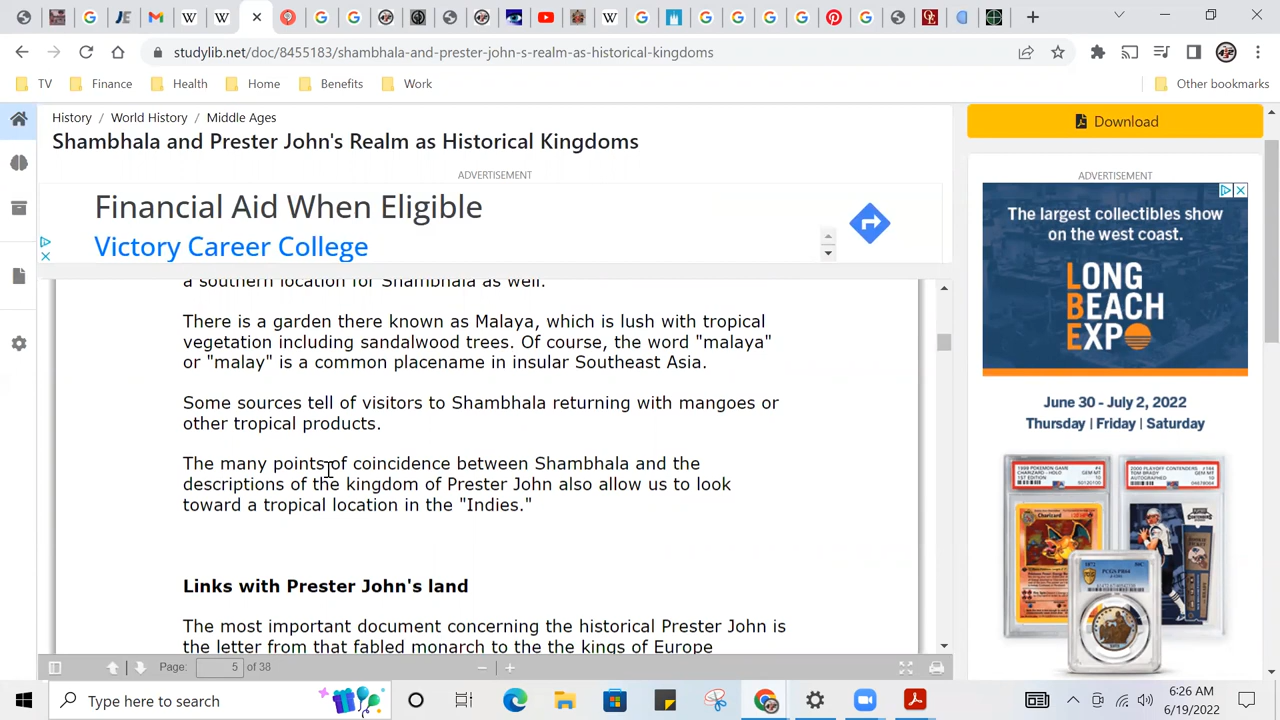 studylib.net/doc/8455183/shambhala-and-prester-john-s-realm-as-historical-kingdoms
TV Finance Health Home Benefits Work Other bookmarks
History / World History / Middle Ages
Shambhala and Prester John's Realm as Historical Kingdoms
ADVERTISEMENT
Financial Aid When Eligible
Victory Career College
a southern location for Shambhala as well.
There is a garden there known as Malaya, which is lush with tropical
vegetation including sandalwood trees. Of course, the word "malaya"
or "malay" is a common placename in insular Southeast Asia.
Some sources tell of visitors to Shambhala returning with mangoes or
other tropical products.
The many points of coincidence between Shambhala and the
descriptions of the kingdom of Prester John also allow us to look
toward a tropical location in the "Indies."
Links with Prester John's land
The most important document concerning the historical Prester John is
the letter from that fabled monarch to the the kings of Europe
Page: 5 of 38
Download
ADVERTISEMENT
The largest collectibles show
on the west coast.
LONG
BEACH
EXPO
June 30 - July 2, 2022
Thursday | Friday | Saturday
Type here to search
6:26 AM
6/19/2022